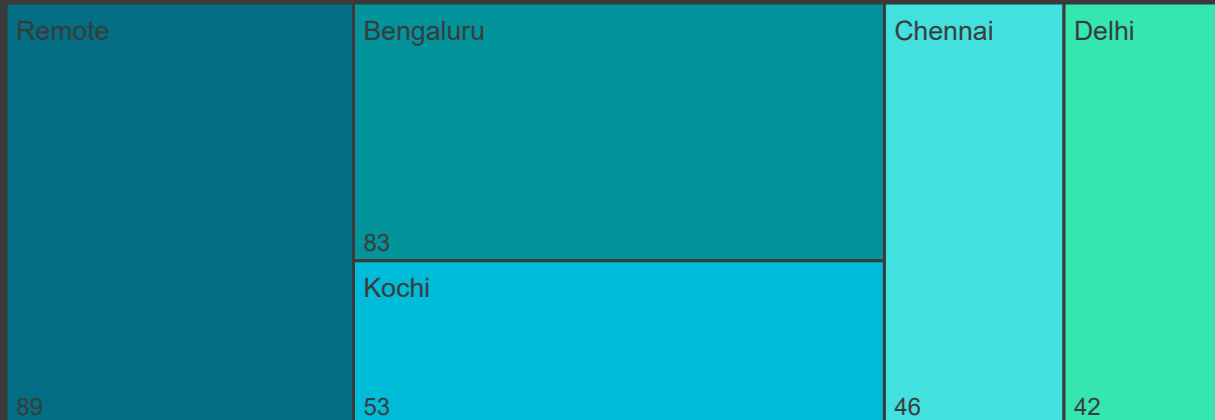 Remote
89
Bengaluru
83
Kochi
53
Chennai
46
Delhi
42